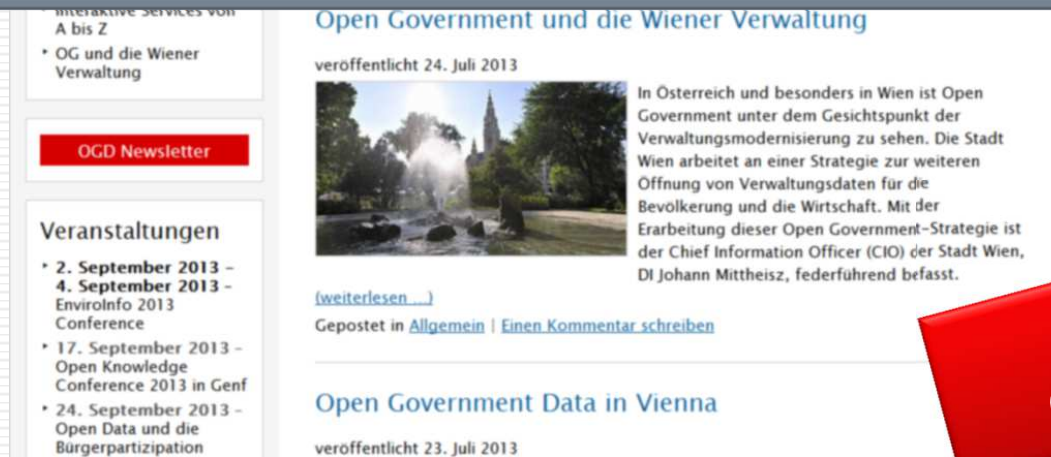 Interaktive Services von
A bis Z
OG und die Wiener
Verwaltung
OGD Newsletter
Veranstaltungen
2. September 2013 –
4. September 2013 –
EnviroInfo 2013
Conference
17. September 2013 –
Open Knowledge
Conference 2013 in Genf
24. September 2013 –
Open Data und die
Bürgerpartizipation
Open Government und die Wiener Verwaltung
veröffentlicht 24. Juli 2013
In Österreich und besonders in Wien ist Open
Government unter dem Gesichtspunkt der
Verwaltungsmodernisierung zu sehen. Die Stadt
Wien arbeitet an einer Strategie zur weiteren
Öffnung von Verwaltungsdaten für die
Bevölkerung und die Wirtschaft. Mit der
Erarbeitung dieser Open Government-Strategie ist
der Chief Information Officer (CIO) der Stadt Wien,
DI Johann Mittheisz, federführend befasst.
(weiterlesen ...)
Gepostet in Allgemein | Einen Kommentar schreiben
Open Government Data in Vienna
veröffentlicht 23. Juli 2013